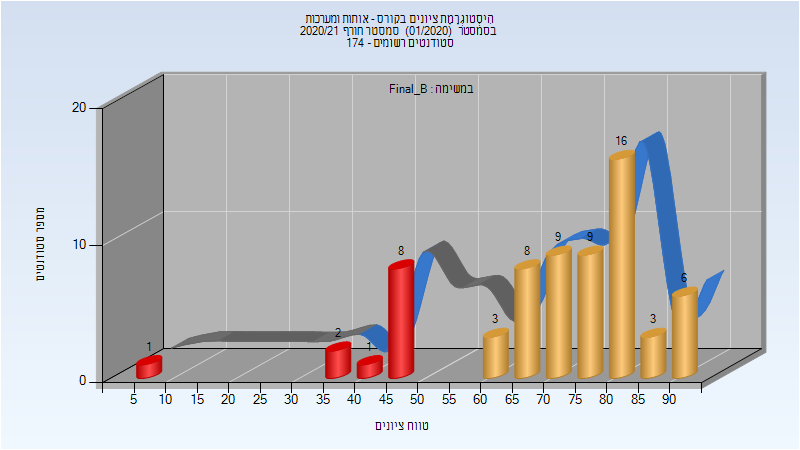 היסטוגרמת ציונים בקורס - אותות ומערכות
בסמסטר (01/2020) סמסטר חורף 2020/21
סטודנטים רשומים - 174
במשימה : Final_B
מספר סטודנטים
20
10
0
1
2
1
8
3
8
9
9
16
3
6
5 10 15 20 25 30 35 40 45 50 55 60 65 70 75 80 85 90
טווח ציונים